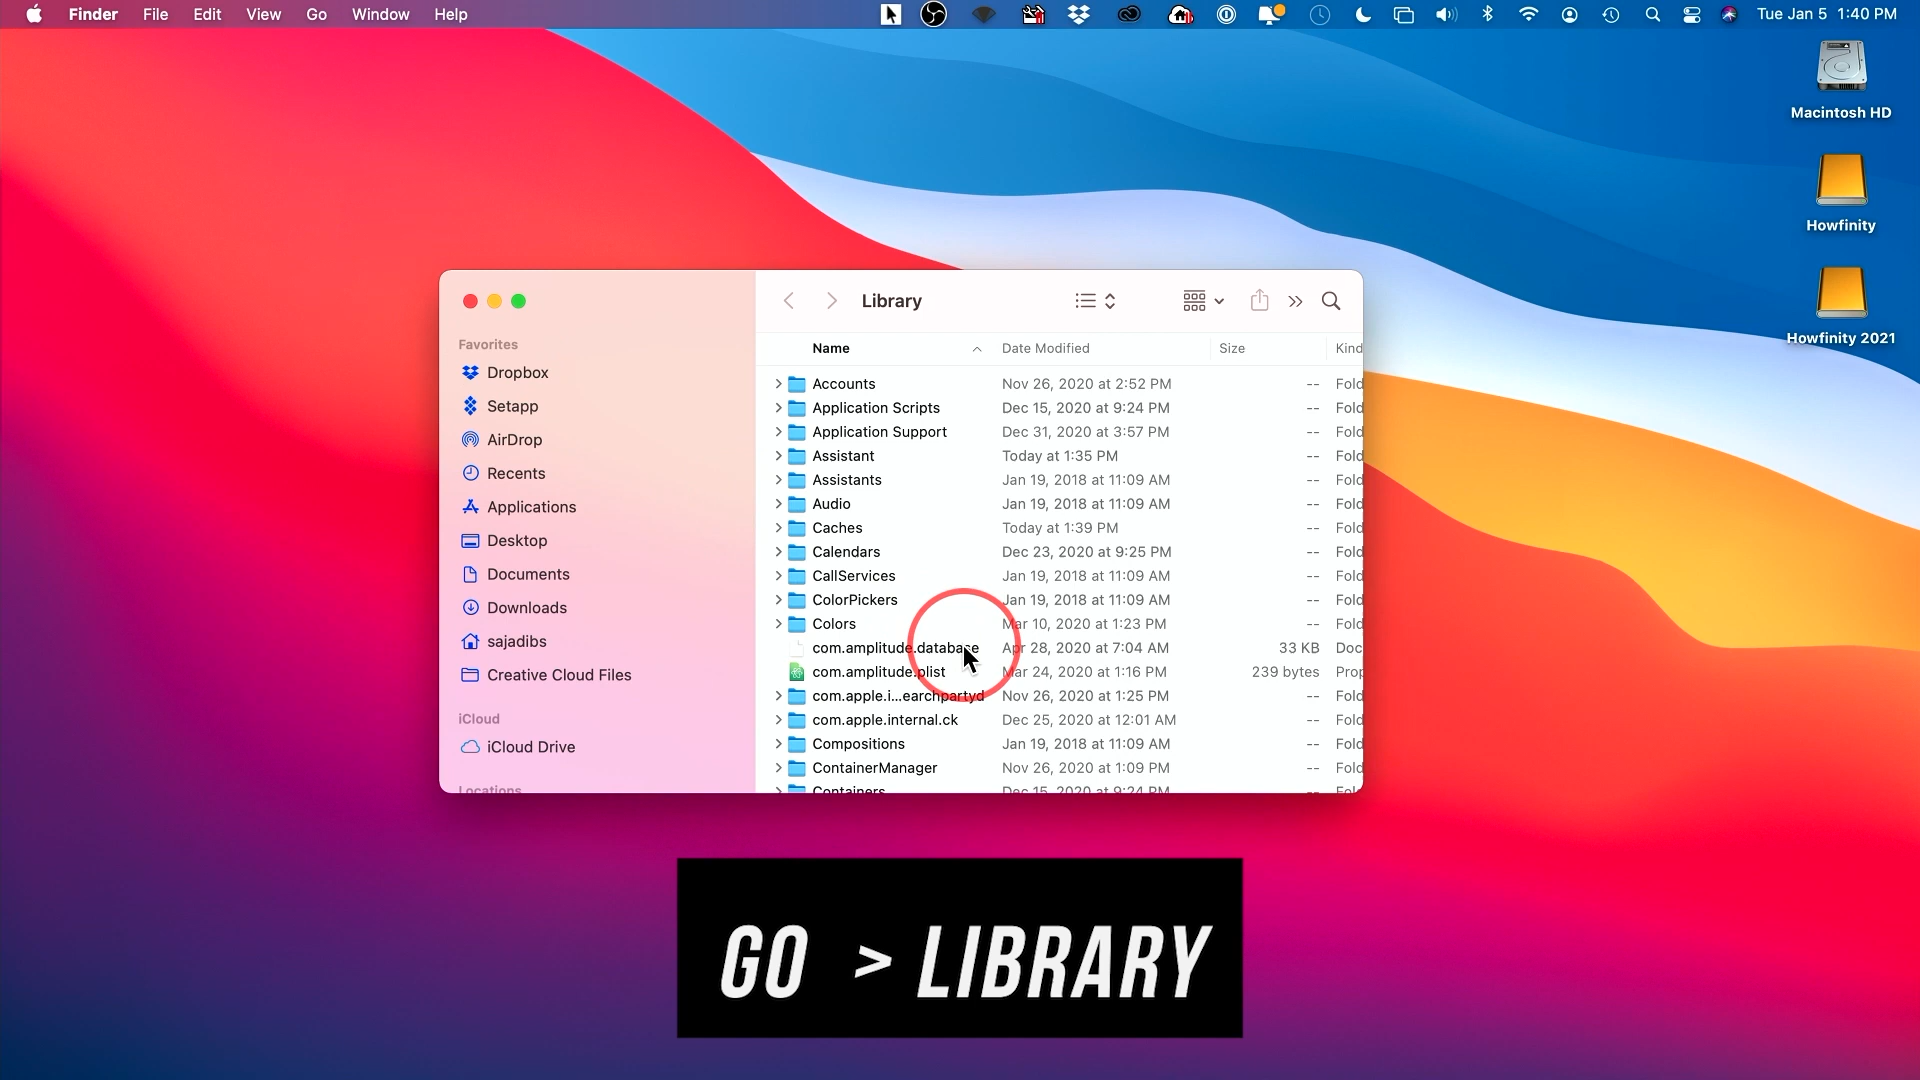 Finder File Edit View Go Window Help Tue Jan 5 1:40 PM
Macintosh HD
Howfinity
Howfinity 2021
Library
Favorites
Dropbox
Setapp
AirDrop
Recents
Applications
Desktop
Documents
Downloads
sajadibs
Creative Cloud Files
iCloud
iCloud Drive
Locations
Name Date Modified Size Kind
Accounts Nov 26, 2020 at 2:52 PM -- Fold
Application Scripts Dec 15, 2020 at 9:24 PM -- Fold
Application Support Dec 31, 2020 at 3:57 PM -- Fold
Assistant Today at 1:35 PM -- Fold
Assistants Jan 19, 2018 at 11:09 AM -- Fold
Audio Jan 19, 2018 at 11:09 AM -- Fold
Caches Today at 1:39 PM -- Fold
Calendars Dec 23, 2020 at 9:25 PM -- Fold
CallServices Jan 19, 2018 at 11:09 AM -- Fold
ColorPickers Jan 19, 2018 at 11:09 AM -- Fold
Colors Mar 10, 2020 at 1:23 PM -- Fold
com.amplitude.database Apr 28, 2020 at 7:04 AM 33 KB Doc
com.amplitude.plist Mar 24, 2020 at 1:16 PM 239 bytes Prop
com.apple.i...earchpartyd Nov 26, 2020 at 1:25 PM -- Fold
com.apple.internal.ck Dec 25, 2020 at 12:01 AM -- Fold
Compositions Jan 19, 2018 at 11:09 AM -- Fold
ContainerManager Nov 26, 2020 at 1:09 PM -- Fold
Containers Dec 15, 2020 at 9:24 PM -- Fold
GO > LIBRARY